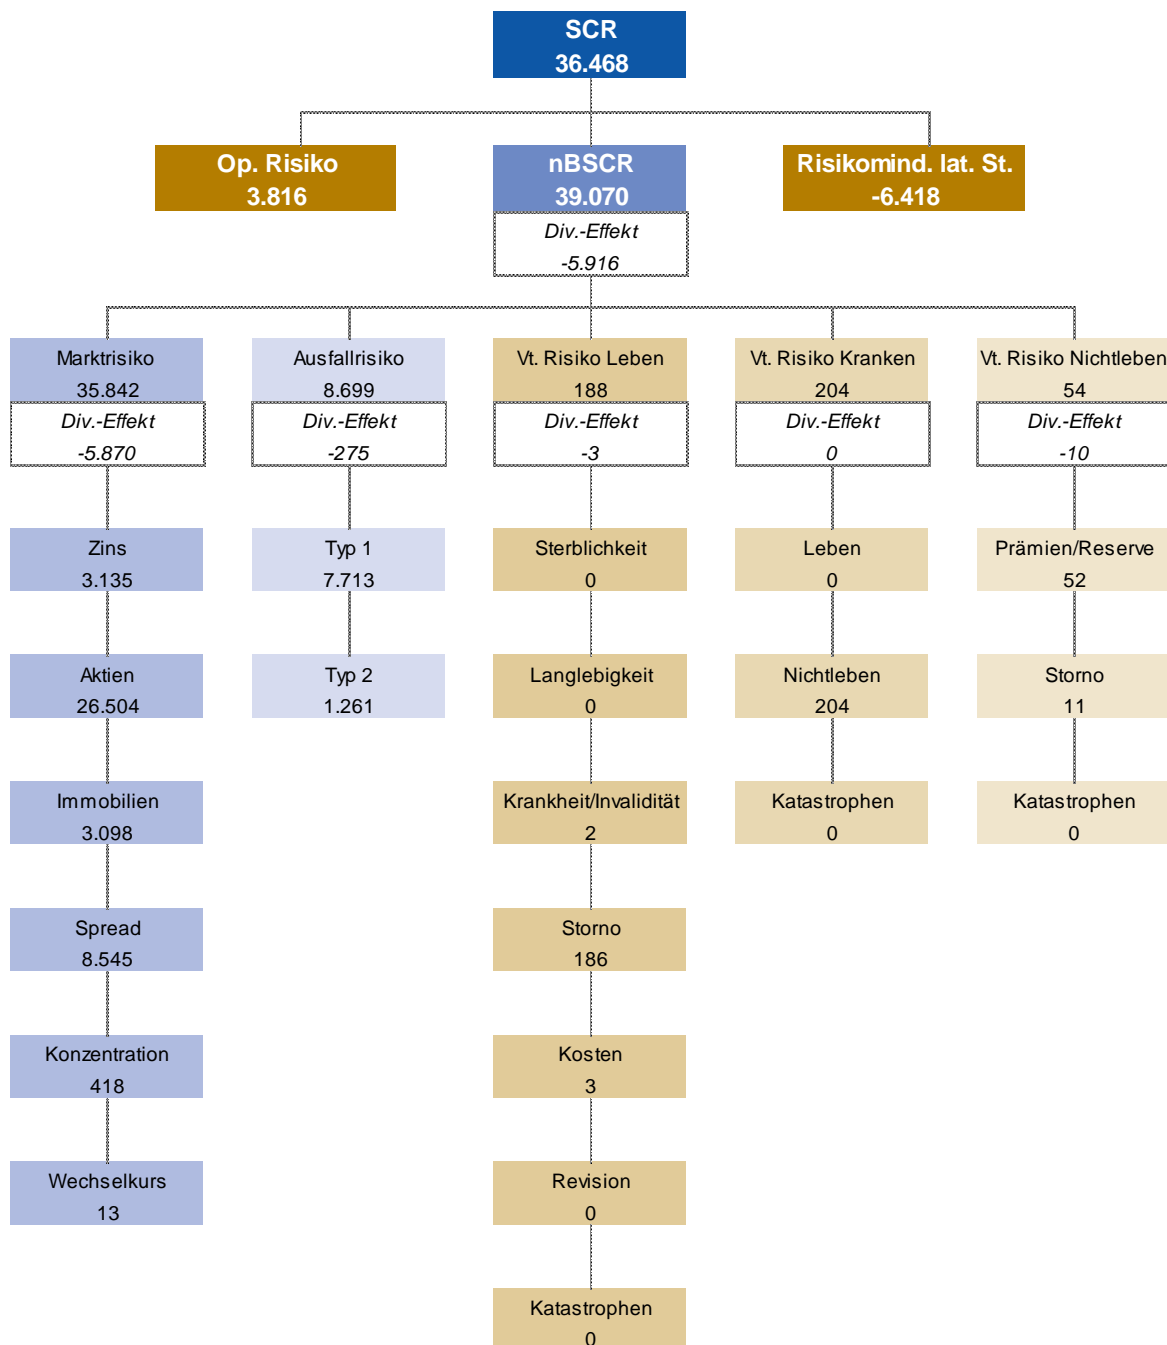 SCR
36.468
Op. Risiko
3.816
nBSCR
39.070
Div.-Effekt
-5.916
Risikomind. lat. St.
-6.418
Marktrisiko
35.842
Div.-Effekt
-5.870
Zins
3.135
Aktien
26.504
Immobilien
3.098
Spread
8.545
Konzentration
418
Wechselkurs
13
Ausfallrisiko
8.699
Div.-Effekt
-275
Typ 1
7.713
Typ 2
1.261
Vt. Risiko Leben
188
Div.-Effekt
-3
Sterblichkeit
0
Langlebigkeit
0
Krankheit/Invalidität
2
Storno
186
Kosten
3
Revision
0
Katastrophen
0
Vt. Risiko Kranken
204
Div.-Effekt
0
Leben
0
Nichtleben
204
Katastrophen
0
Vt. Risiko Nichtleben
54
Div.-Effekt
-10
Prämien/Reserve
52
Storno
11
Katastrophen
0